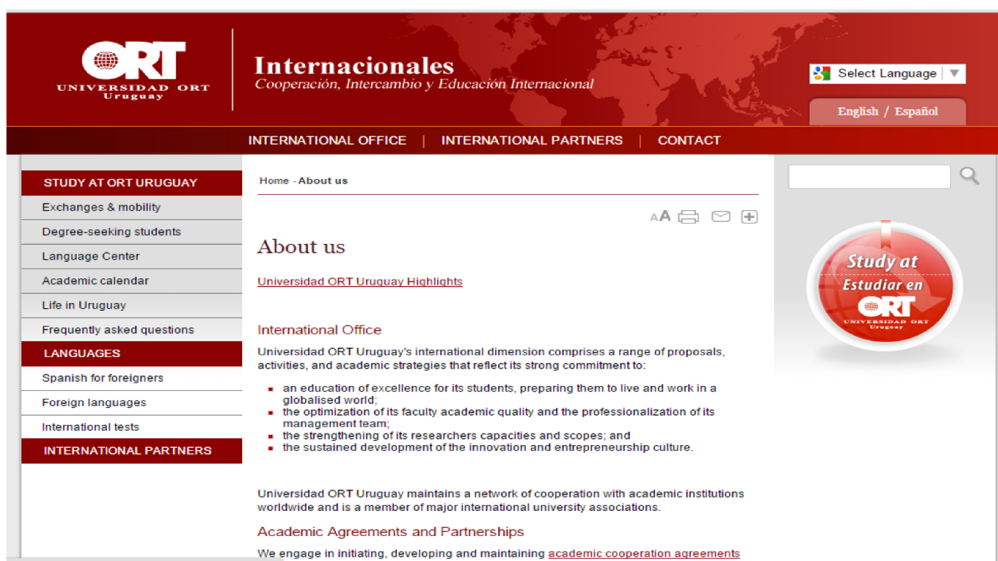 ORT
UNIVERSIDAD ORT
Uruguay
Internacionales
Cooperación, Intercambio y Educación Internacional
Select Language
English / Español
INTERNATIONAL OFFICE | INTERNATIONAL PARTNERS | CONTACT
STUDY AT ORT URUGUAY
Exchanges & mobility
Degree-seeking students
Language Center
Academic calendar
Life in Uruguay
Frequently asked questions
LANGUAGES
Spanish for foreigners
Foreign languages
International tests
INTERNATIONAL PARTNERS
Home - About us
AA
About us
Universidad ORT Uruguay Highlights
International Office
Universidad ORT Uruguay's international dimension comprises a range of proposals,
activities, and academic strategies that reflect its strong commitment to:
an education of excellence for its students, preparing them to live and work in a
globalised world;
the optimization of its faculty academic quality and the professionalization of its
management team;
the strengthening of its researchers capacities and scopes; and
the sustained development of the innovation and entrepreneurship culture.
Universidad ORT Uruguay maintains a network of cooperation with academic institutions
worldwide and is a member of major international university associations.
Academic Agreements and Partnerships
We engage in initiating, developing and maintaining academic cooperation agreements
Study at
Estudiar en
ORT
UNIVERSIDAD ORT
Uruguay